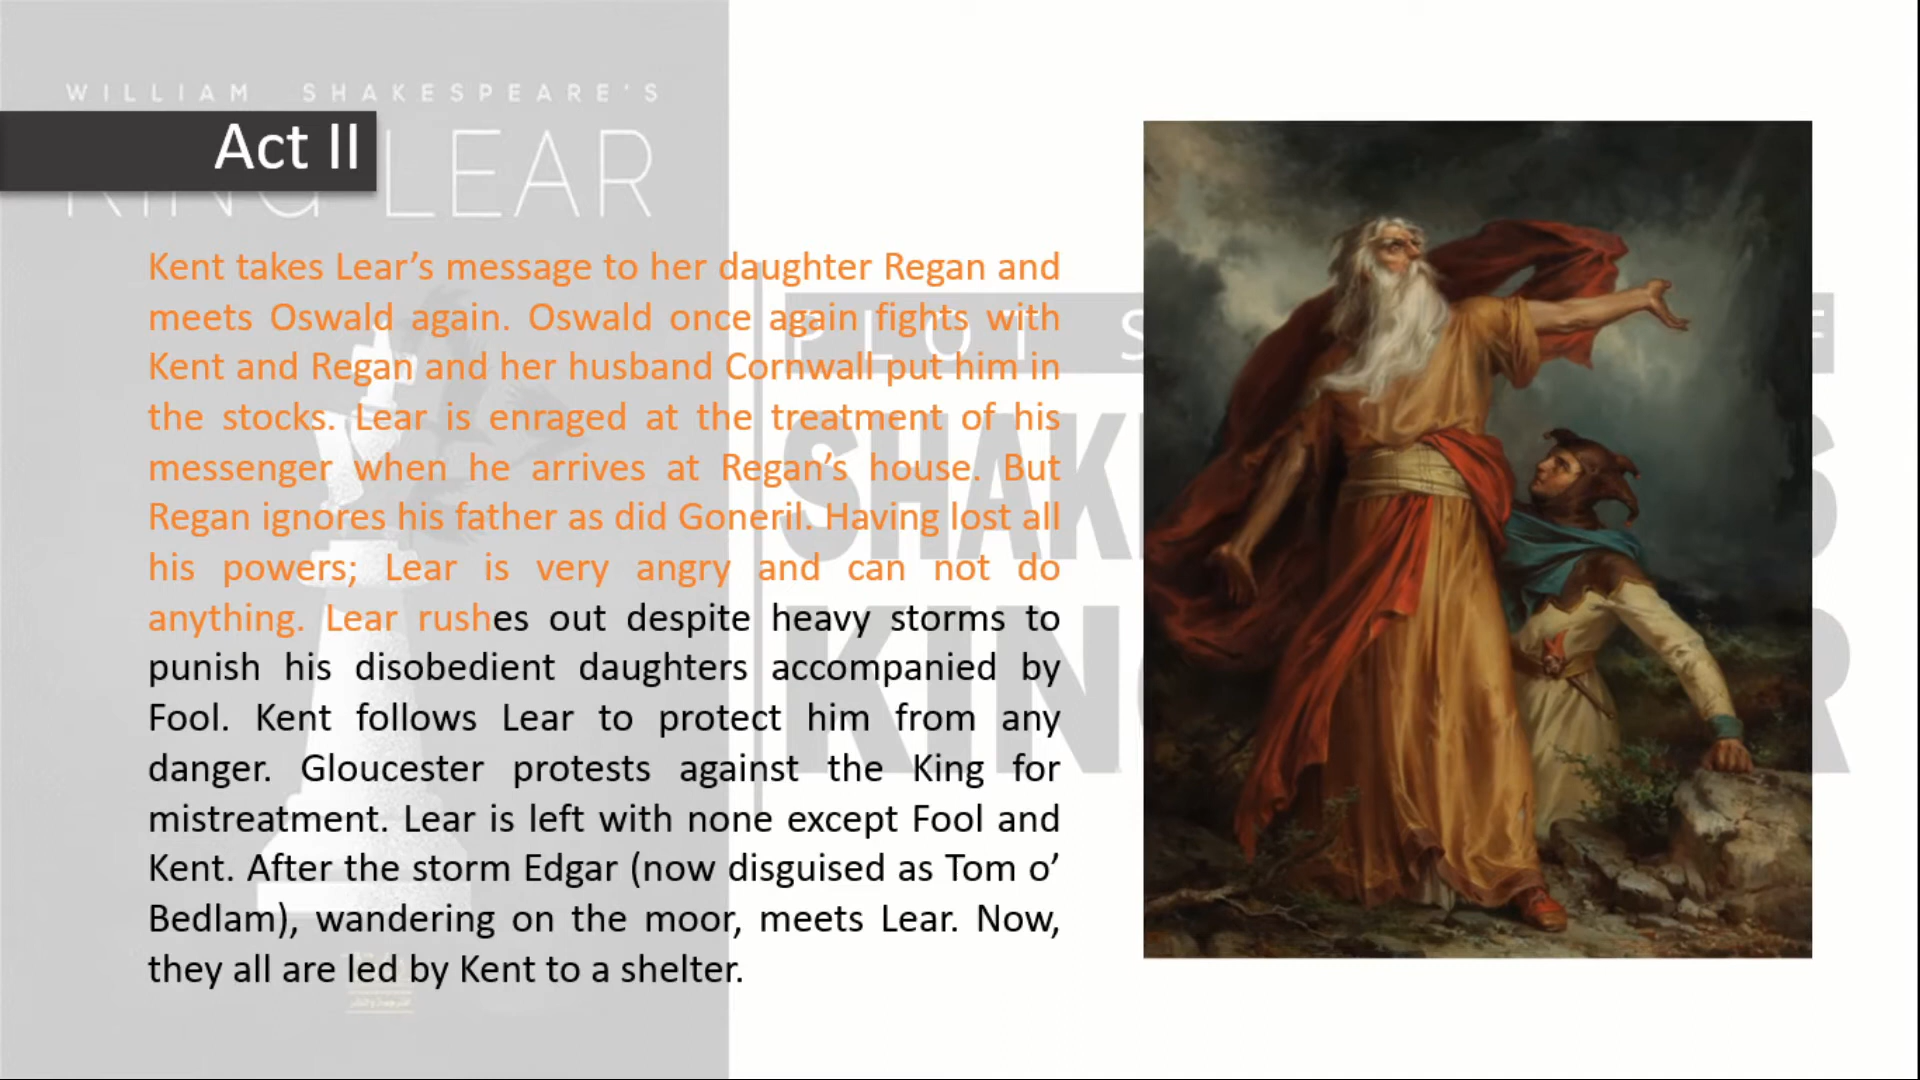 WILLIAM SHAKESPEARE'S
Act II
KING LEAR
Kent takes Lear’s message to her daughter Regan and
meets Oswald again. Oswald once again fights with
Kent and Regan and her husband Cornwall put him in
the stocks. Lear is enraged at the treatment of his
messenger when he arrives at Regan’s house. But
Regan ignores his father as did Goneril. Having lost all
his powers; Lear is very angry and can not do
anything. Lear rushes out despite heavy storms to
punish his disobedient daughters accompanied by
Fool. Kent follows Lear to protect him from any
danger. Gloucester protests against the King for
mistreatment. Lear is left with none except Fool and
Kent. After the storm Edgar (now disguised as Tom o’
Bedlam), wandering on the moor, meets Lear. Now,
they all are led by Kent to a shelter.
PLOT S
SHAK
KIN